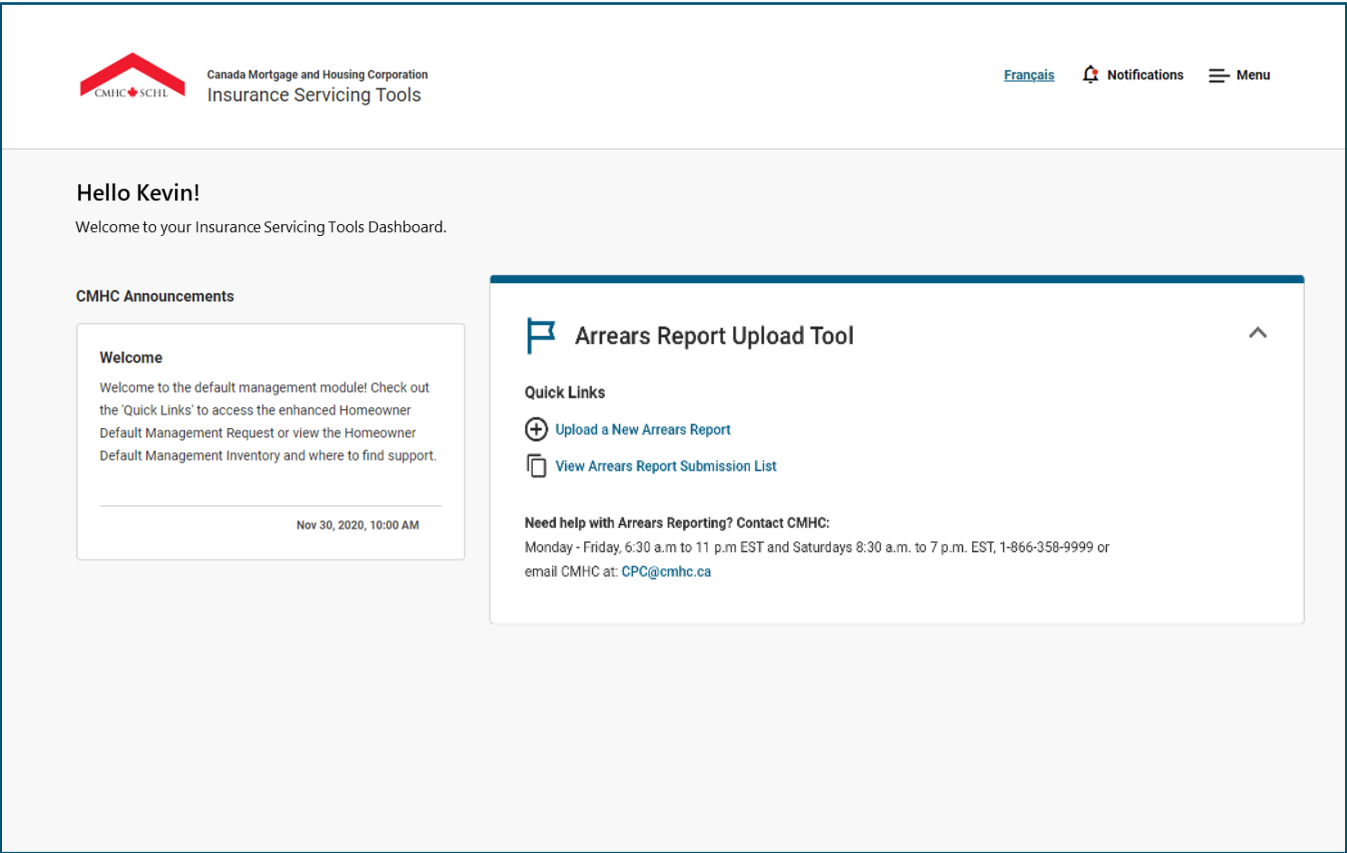 CMHC SCHL
Canada Mortgage and Housing Corporation
Insurance Servicing Tools
Français
Notifications
Menu
Hello Kevin!
Welcome to your Insurance Servicing Tools Dashboard.
CMHC Announcements
Welcome
Welcome to the default management module! Check out
the 'Quick Links' to access the enhanced Homeowner
Default Management Request or view the Homeowner
Default Management Inventory and where to find support.
Nov 30, 2020, 10:00 AM
Arrears Report Upload Tool
Quick Links
Upload a New Arrears Report
View Arrears Report Submission List
Need help with Arrears Reporting? Contact CMHC:
Monday - Friday, 6:30 a.m to 11 p.m EST and Saturdays 8:30 a.m. to 7 p.m. EST, 1-866-358-9999 or
email CMHC at: CPC@cmhc.ca